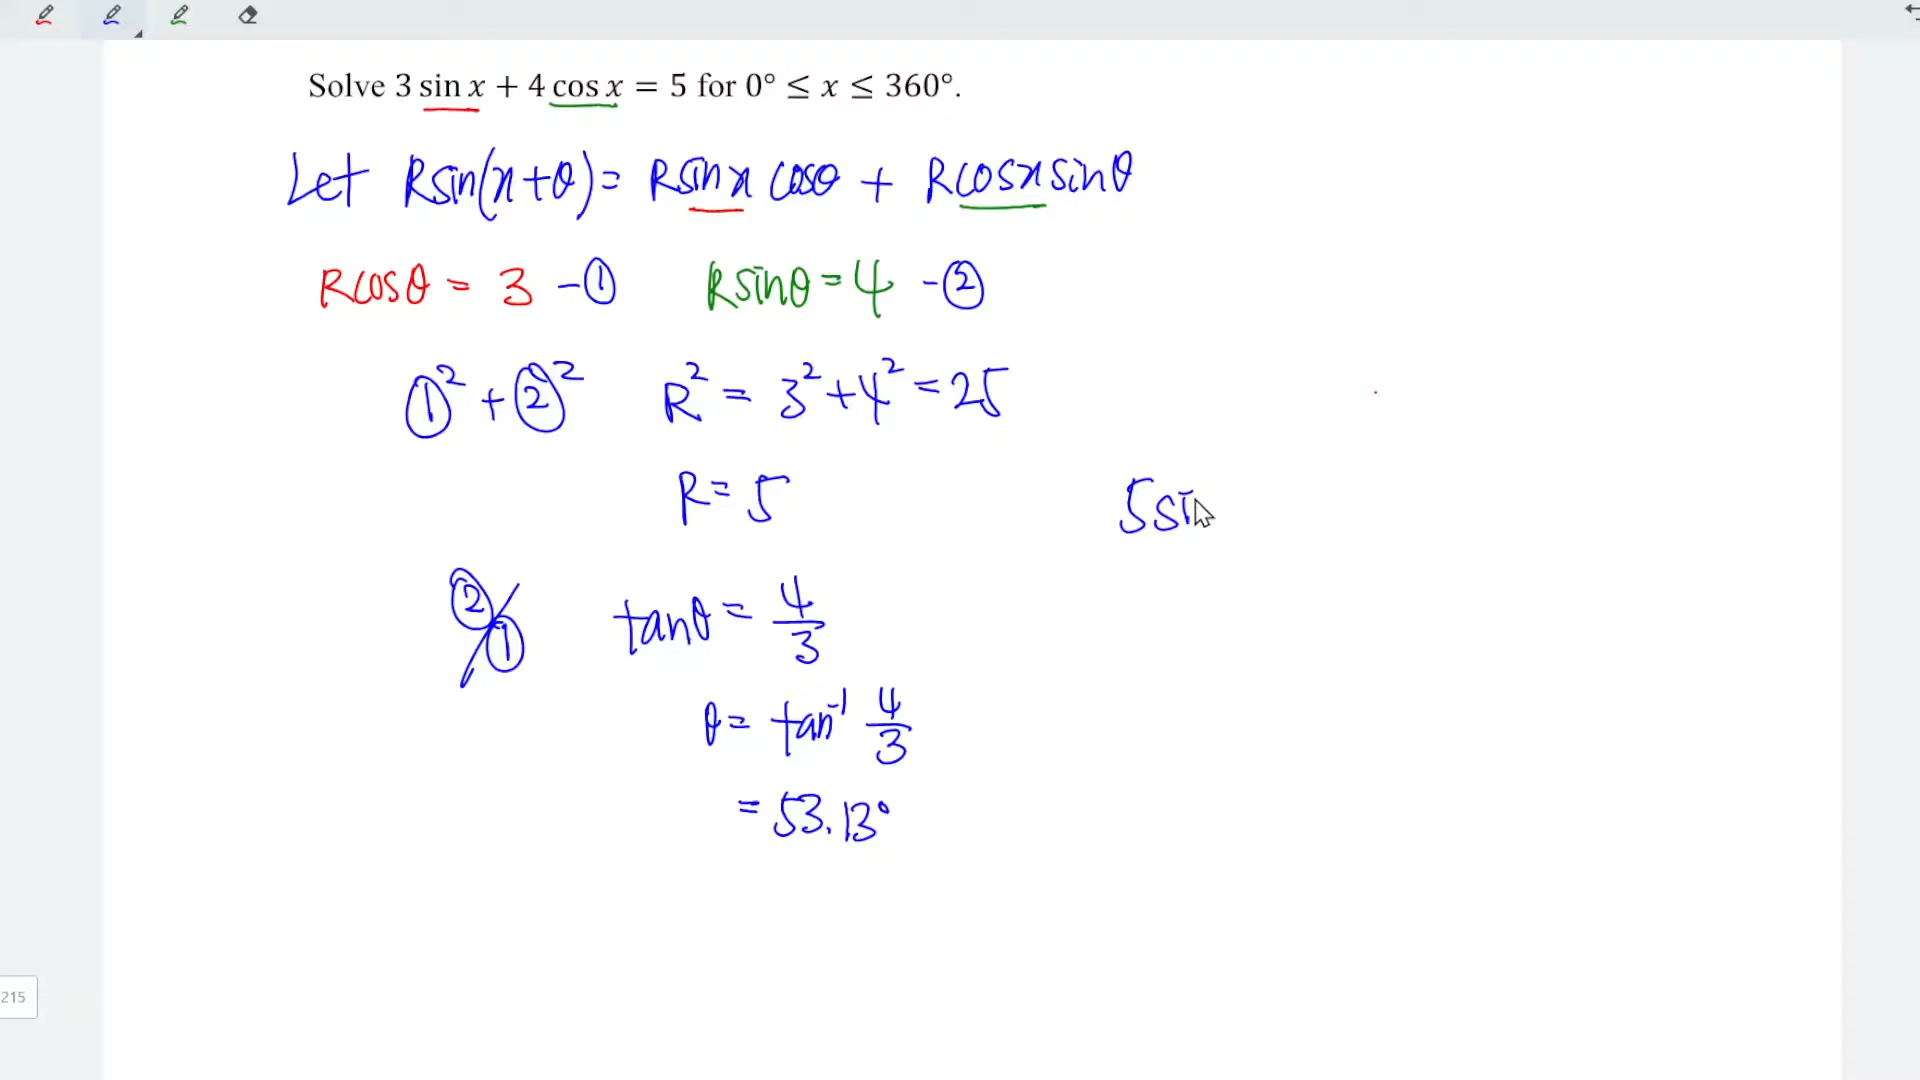 Solve 3 sin x + 4 cos x = 5 for 0° ≤ x ≤ 360°.
Let Rsin(x+θ)= Rsinx cosθ + Rcosx sinθ
Rcosθ = 3 -① Rsinθ=4 -②
①² + ②² R² = 3²+4² =25
R= 5
5sin
②/① tanθ = 4/3
θ = tan⁻¹ 4/3
= 53.13°
215